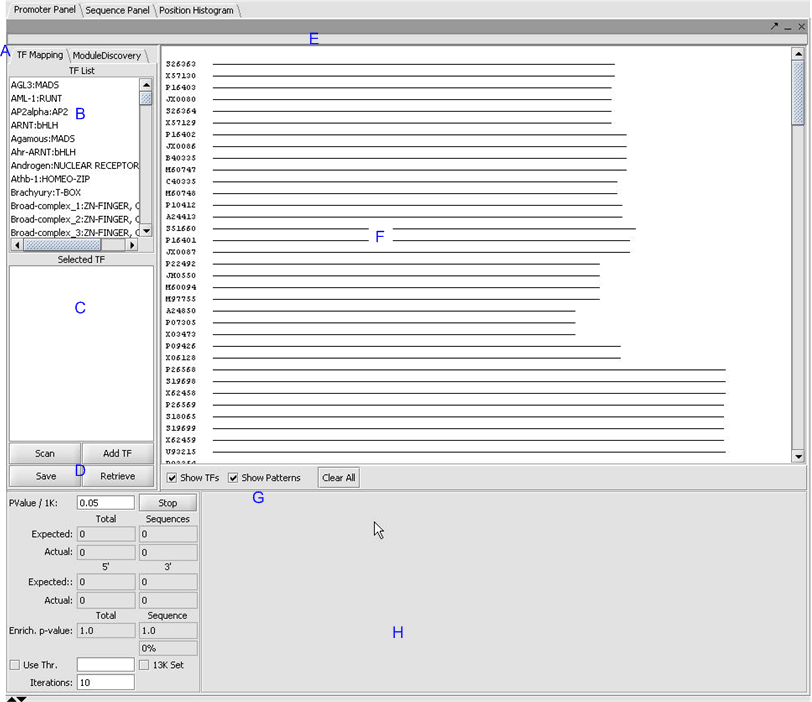 Promoter Panel Sequence Panel Position Histogram
E
A TF Mapping ModuleDiscovery
TF List
AGL3:MADS
AML-1:RUNT
AP2alpha:AP2
B
ARNT:bHLH
Agamous:MADS
Ahr-ARNT:bHLH
Androgen:NUCLEAR RECEPTOR
Athb-1:HOMEO-ZIP
Brachyury:T-BOX
Broad-complex_1:ZN-FINGER, C
Broad-complex_2:ZN-FINGER, C
Broad-complex_3:ZN-FINGER, C
Selected TF
C
Scan Add TF
D
Save Retrieve
S26363
X57130
P16403
JX0080
S26364
X57129
P16402
JX0086
B40335
M60747
C40335
M60748
P10412
A24413
S51660
F
P16401
JX0087
P22492
JH0550
M60094
M97755
A24850
P07305
X03473
P09426
X06128
P26568
S19698
X62458
P26569
S18065
S19699
X62459
U93215
Show TFs Show Patterns Clear All
G
PValue / 1K: 0.05 Stop
Total Sequences
Expected: 0 0
Actual: 0 0
5' 3'
Expected:: 0 0
Actual: 0 0
Total Sequence
Enrich. p-value: 1.0 1.0
H
0%
Use Thr. 13K Set
Iterations: 10